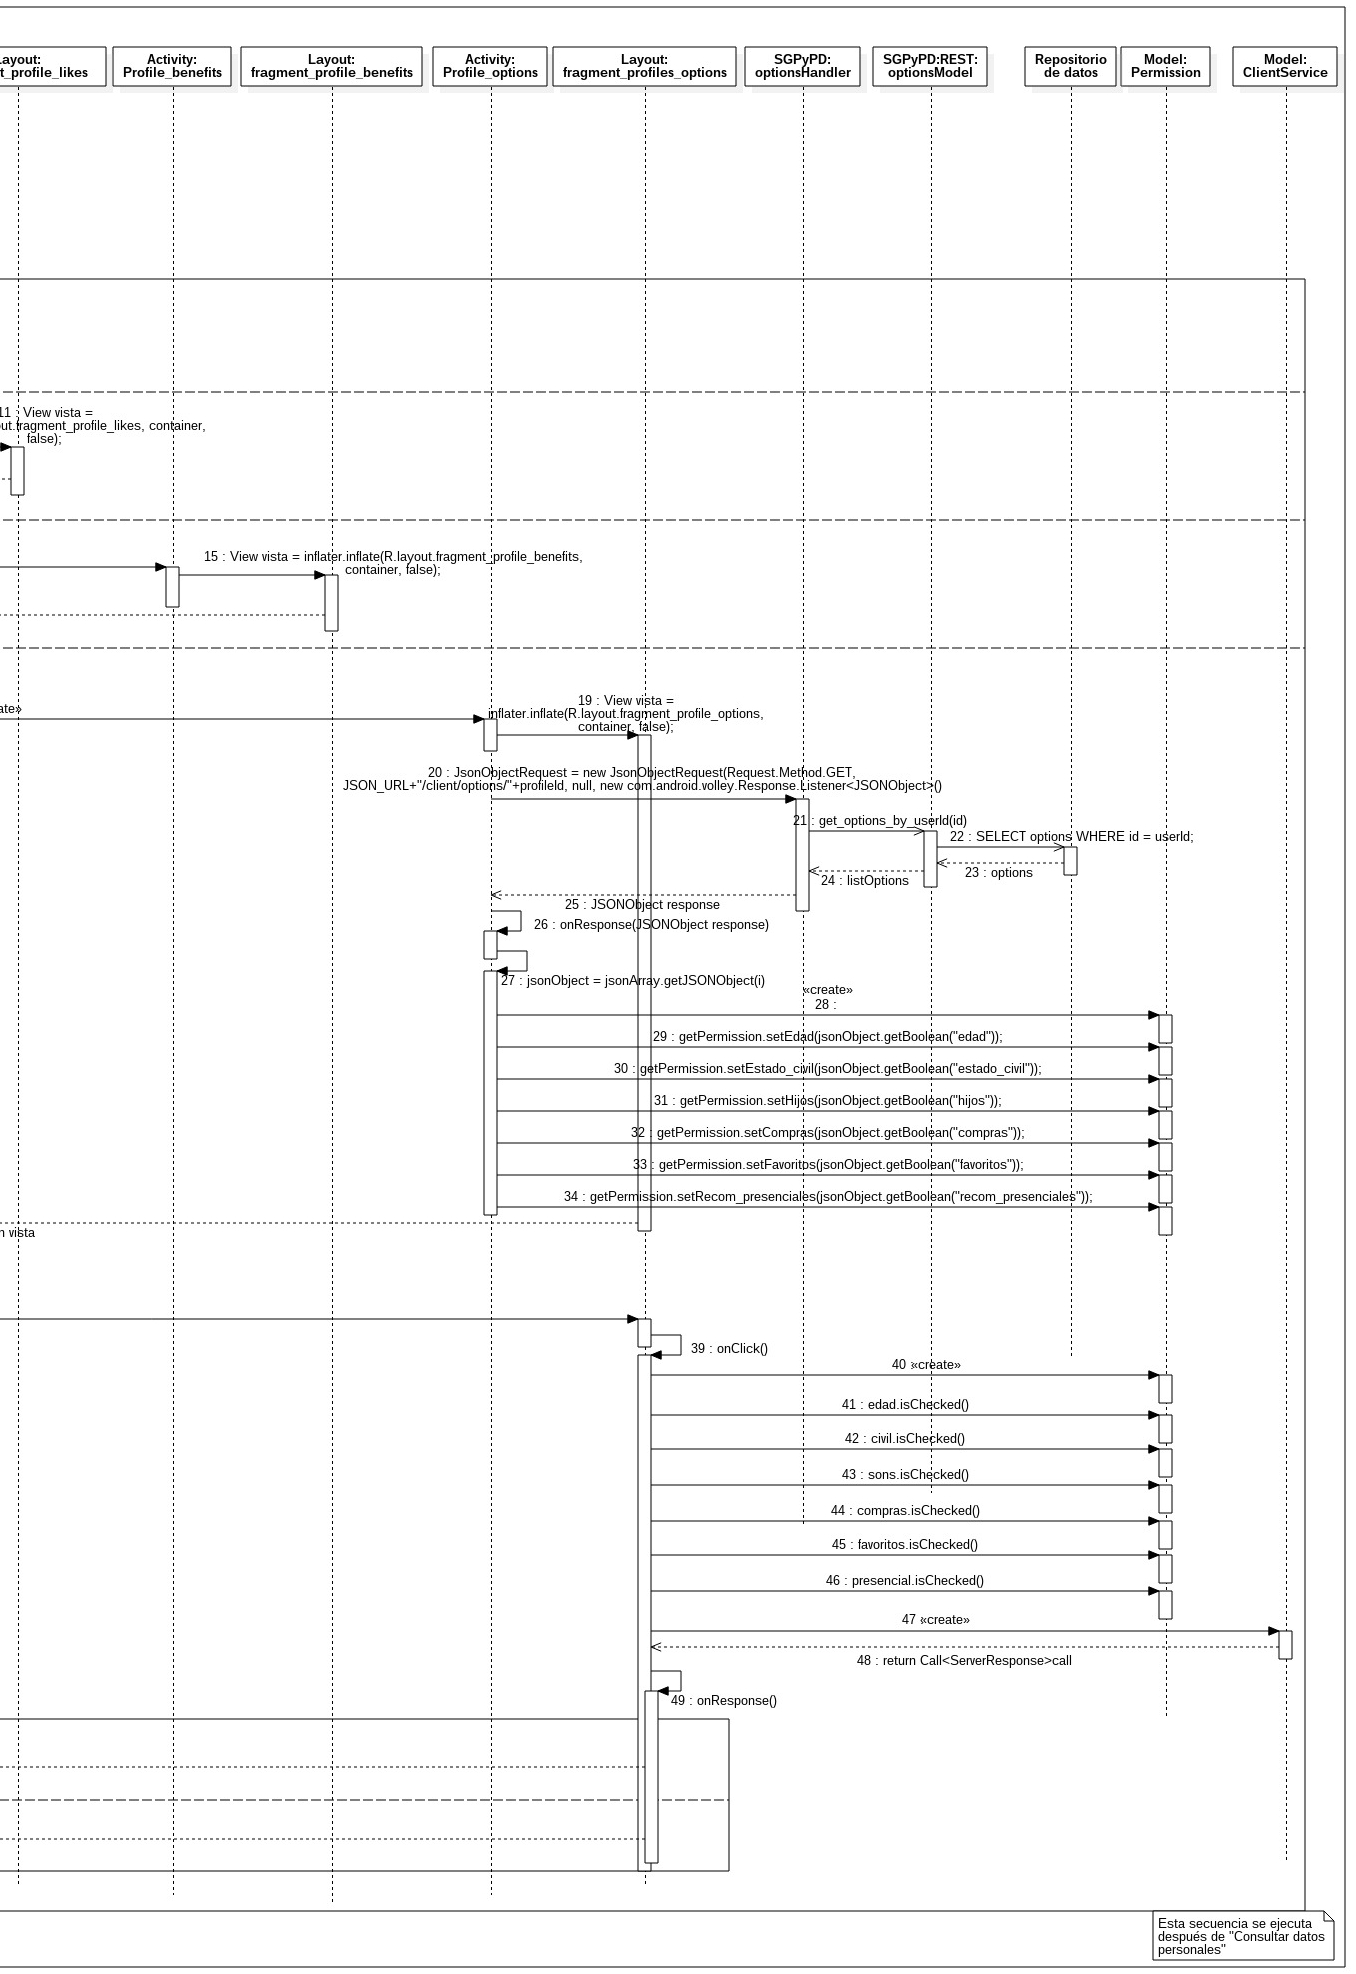 Layout:
t_profile_likes
Activity:
Profile_benefits
Layout:
fragment_profile_benefits
Activity:
Profile_options
Layout:
fragment_profiles_options
SGPyPD:
optionsHandler
SGPyPD:REST:
optionsModel
Repositorio
de datos
Model:
Permission
Model:
ClientService
11 : View vista =
out.fragment_profile_likes, container,
false);
15 : View vista = inflater.inflate(R.layout.fragment_profile_benefits,
container, false);
ate»
19 : View vista =
inflater.inflate(R.layout.fragment_profile_options,
container, false);
20 : JsonObjectRequest = new JsonObjectRequest(Request.Method.GET,
JSON_URL+"/client/options/"+profileId, null, new com.android.volley.Response.Listener<JSONObject>()
21 : get_options_by_userId(id)
22 : SELECT options WHERE id = userId;
23 : options
24 : listOptions
25 : JSONObject response
26 : onResponse(JSONObject response)
27 : jsonObject = jsonArray.getJSONObject(i)
«create»
28 :
29 : getPermission.setEdad(jsonObject.getBoolean("edad"));
30 : getPermission.setEstado_civil(jsonObject.getBoolean("estado_civil"));
31 : getPermission.setHijos(jsonObject.getBoolean("hijos"));
32 : getPermission.setCompras(jsonObject.getBoolean("compras"));
33 : getPermission.setFavoritos(jsonObject.getBoolean("favoritos"));
34 : getPermission.setRecom_presenciales(jsonObject.getBoolean("recom_presenciales"));
n vista
39 : onClick()
40 : «create»
41 : edad.isChecked()
42 : civil.isChecked()
43 : sons.isChecked()
44 : compras.isChecked()
45 : favoritos.isChecked()
46 : presencial.isChecked()
47 : «create»
48 : return Call<ServerResponse>call
49 : onResponse()
Esta secuencia se ejecuta
después de "Consultar datos
personales"